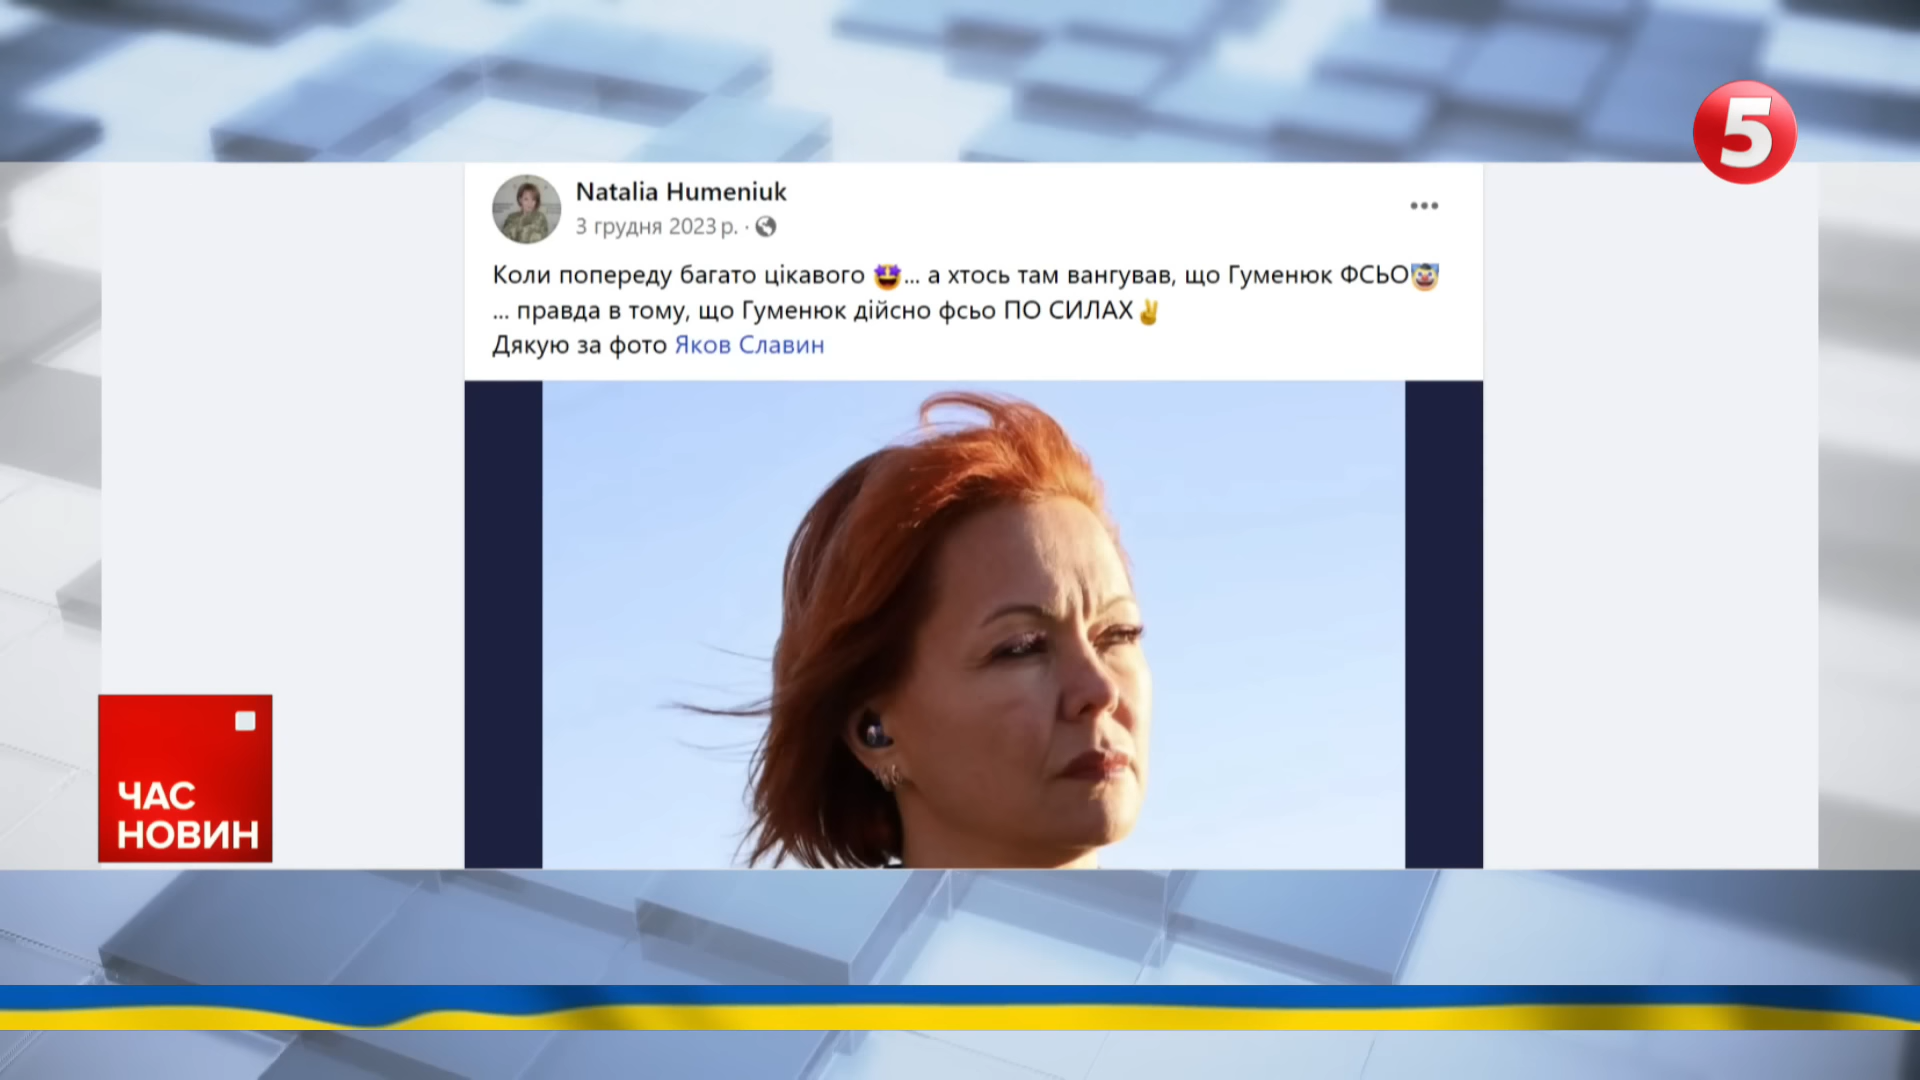 5
Natalia Humeniuk
3 грудня 2023 р. ·
Коли попереду багато цікавого 🤩... а хтось там вангував, що Гуменюк ФСЬО🤡
... правда в тому, що Гуменюк дійсно фсьо ПО СИЛАХ✌️
Дякую за фото Яков Славин
ЧАС
НОВИН